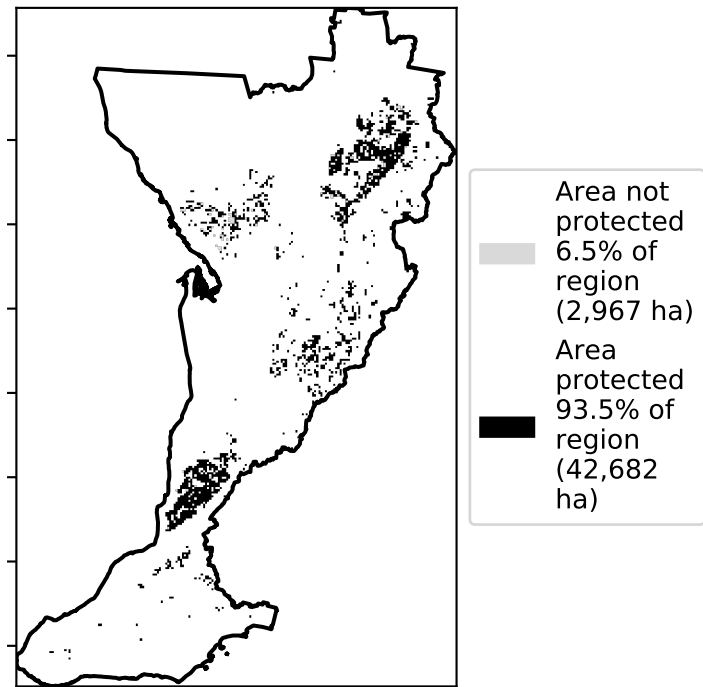 Area not
protected
6.5% of
region
(2,967 ha)
Area
protected
93.5% of
region
(42,682
ha)